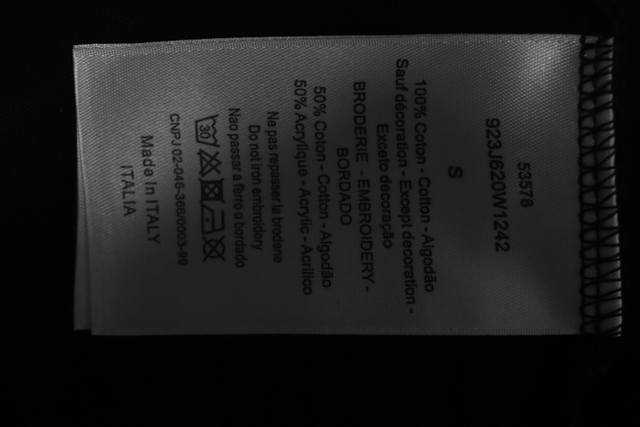 53578
923J620W1242
S
100% Coton - Cotton - Algodão
Sauf décoration - Except decoration -
Exceto decoração
BRODERIE - EMBROIDERY -
BORDADO
50% Coton - Cotton - Algodão
50% Acrylique - Acrylic - Acrílico
Ne pas repasser la broderie
Do not iron embroidery
Não passar a ferro o bordado
30
CNPJ 02-046-366/0003-99
Made In ITALY
ITALIA